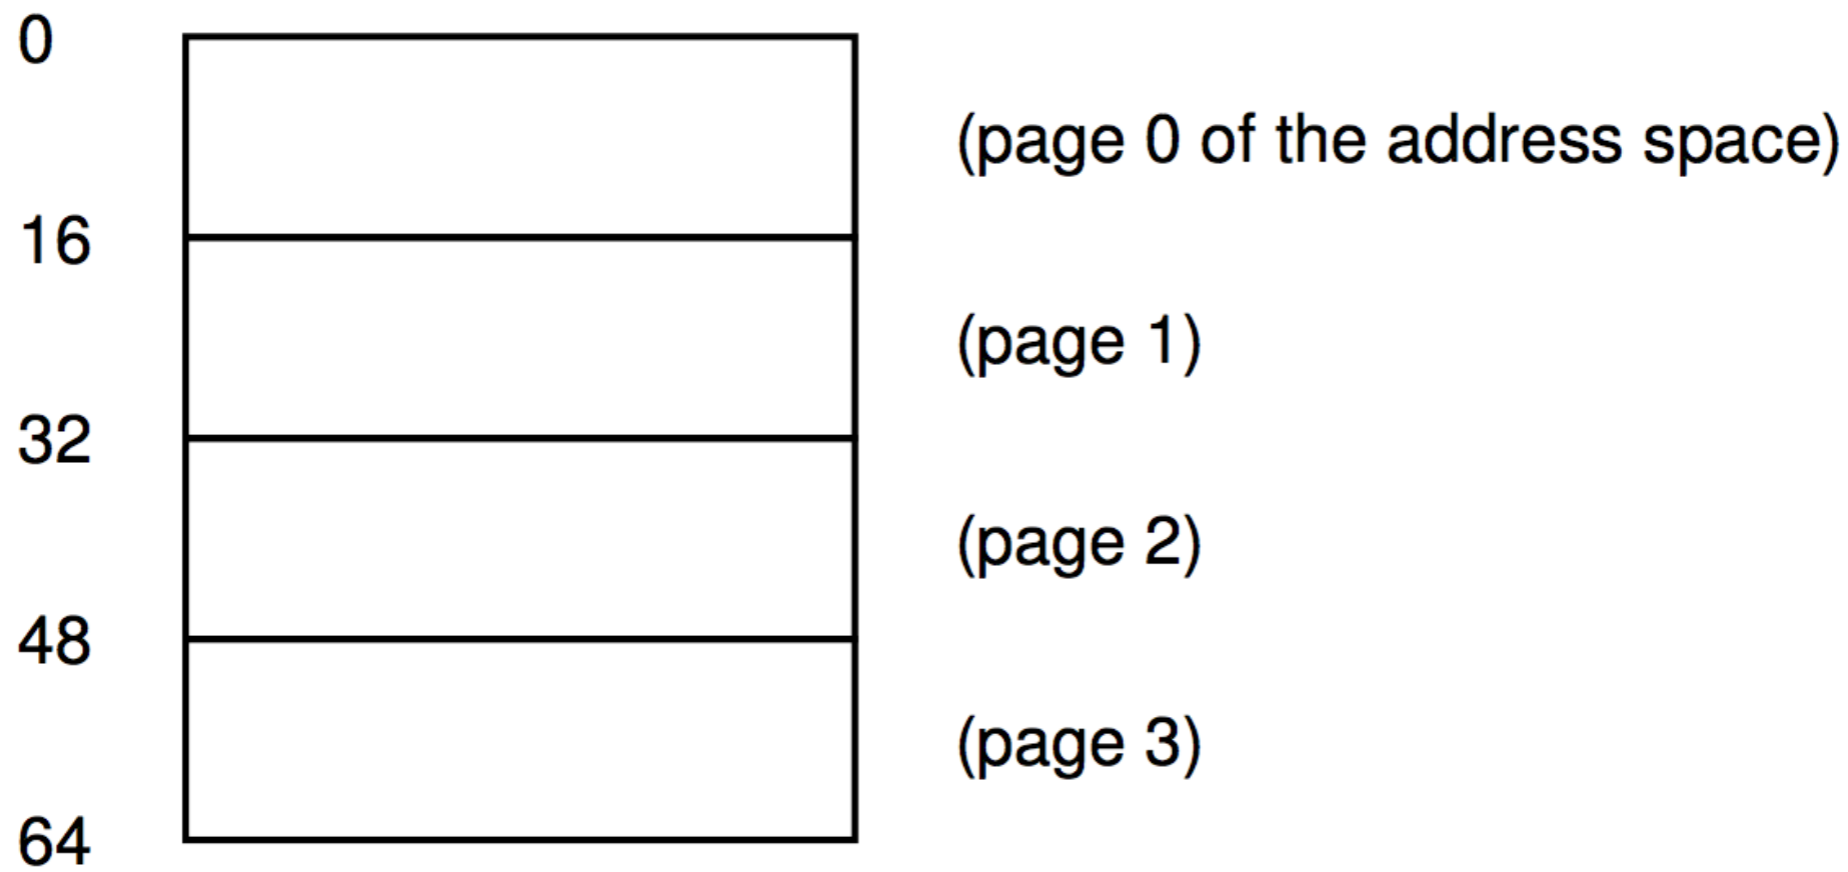 0
(page 0 of the address space)
16
(page 1)
32
(page 2)
48
(page 3)
64